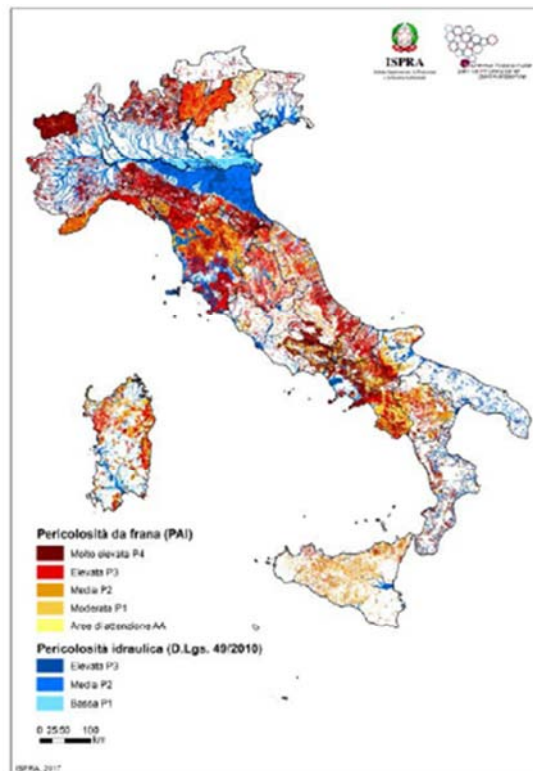 ISPRA
Pericolosità da frana (PAI)
Molto elevata P4
Elevata P3
Media P2
Moderata P1
Aree di attenzione AA
Pericolosità idraulica (D.Lgs. 49/2010)
Elevata P3
Media P2
Bassa P1
0 25 50 100
km
ISPRA, 2017